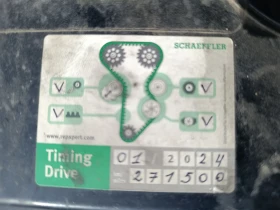 SCHAEFFLER
www.repxpert.com
Timing
Drive
01 / 2024
271500